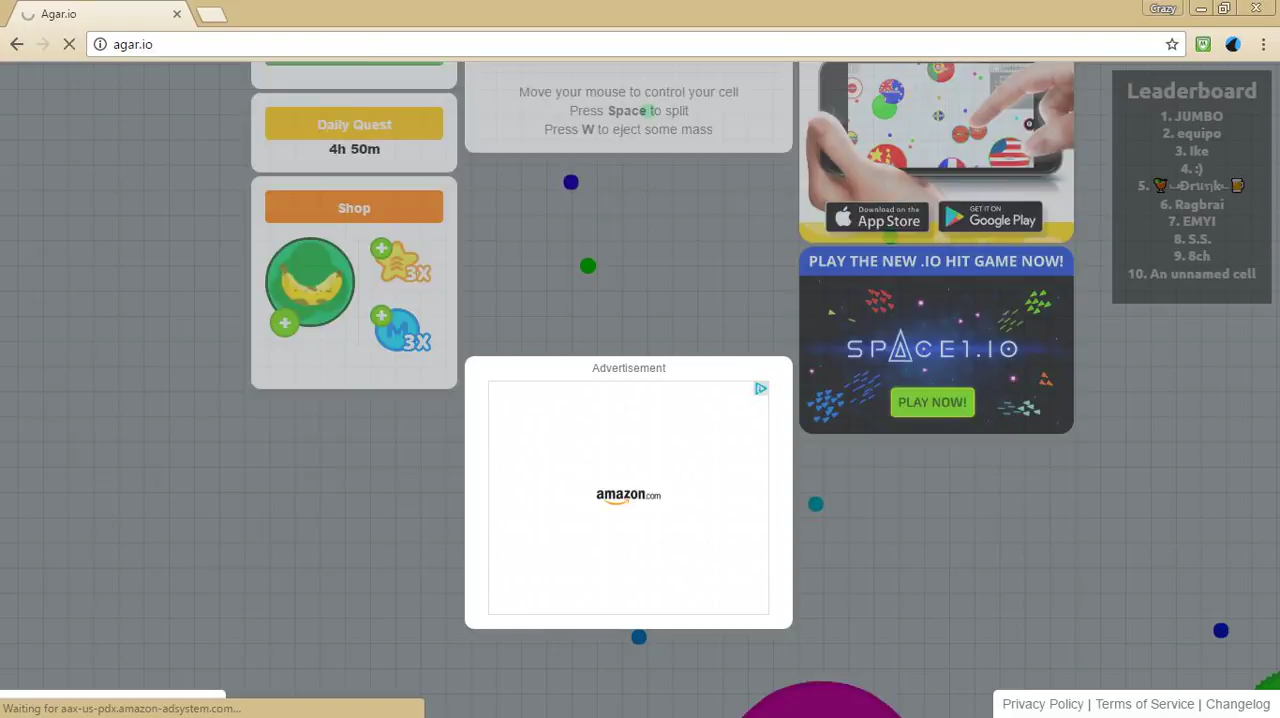 Agar.io
Crazy
agar.io
Move your mouse to control your cell
Press Space to split
Press W to eject some mass
Daily Quest
4h 50m
Shop
3X
M 3X
Download on the
App Store
GET IT ON
Google Play
PLAY THE NEW .IO HIT GAME NOW!
SPACE1.IO
PLAY NOW!
Leaderboard
1. JUMBO
2. equipo
3. Ike
4. :)
6. Ragbrai
7. EMYI
8. S.S.
9. 8ch
10. An unnamed cell
Advertisement
amazon.com
Waiting for aax-us-pdx.amazon-adsystem.com...
Privacy Policy | Terms of Service | Changelog